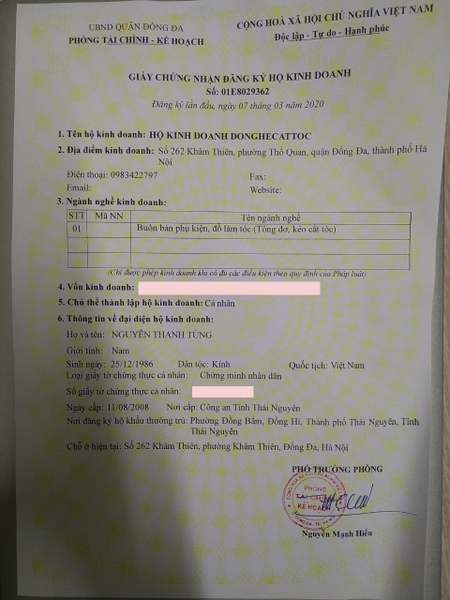 UBND QUẬN ĐỐNG ĐA
PHÒNG TÀI CHÍNH - KẾ HOẠCH
CỘNG HOÀ XÃ HỘI CHỦ NGHĨA VIỆT NAM
Độc lập - Tự do - Hạnh phúc
GIẤY CHỨNG NHẬN ĐĂNG KÝ HỘ KINH DOANH
Số: 01E8029362
Đăng ký lần đầu, ngày 07 tháng 03 năm 2020
1. Tên hộ kinh doanh: HỘ KINH DOANH DONGHECATTOC
2. Địa điểm kinh doanh: Số 262 Khâm Thiên, phường Thổ Quan, quận Đống Đa, thành phố Hà
Nội
Điện thoại: 0983422797 Fax:
Email: Website:
3. Ngành nghề kinh doanh:
STT Mã NN Tên ngành nghề
01 Buôn bán phụ kiện, đồ làm tóc (Tông đơ, kéo cắt tóc)
(Chỉ được phép kinh doanh khi có đủ các điều kiện theo quy định của Pháp luật)
4. Vốn kinh doanh:
5. Chủ thể thành lập hộ kinh doanh: Cá nhân
6. Thông tin về đại diện hộ kinh doanh:
Họ và tên: NGUYỄN THANH TÙNG
Giới tính: Nam
Sinh ngày: 25/12/1986 Dân tộc: Kinh Quốc tịch: Việt Nam
Loại giấy tờ chứng thực cá nhân: Chứng minh nhân dân
Số giấy tờ chứng thực cá nhân:
Ngày cấp: 11/08/2008 Nơi cấp: Công an Tỉnh Thái Nguyên
Nơi đăng ký hộ khẩu thường trú: Phường Đồng Bẩm, Đồng Hỉ, Thành phố Thái Nguyên, Tỉnh
Thái Nguyên
Chỗ ở hiện tại: Số 262 Khâm Thiên, phường Khâm Thiên, Đống Đa, Hà Nội
PHÓ TRƯỞNG PHÒNG
PHÒNG
TÀI CHÍNH
KẾ HOẠCH
Nguyễn Mạnh Hiếu